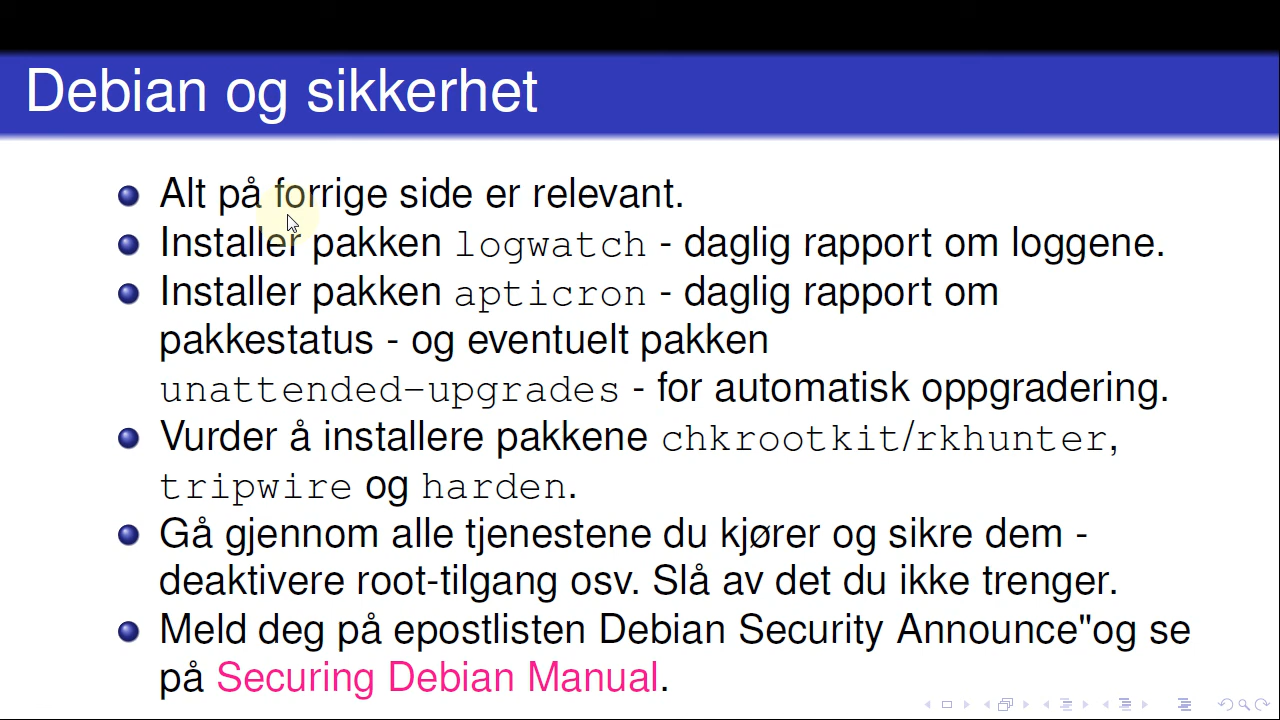 Debian og sikkerhet
Alt på forrige side er relevant.
Installer pakken logwatch - daglig rapport om loggene.
Installer pakken apticron - daglig rapport om
pakkestatus - og eventuelt pakken
unattended-upgrades - for automatisk oppgradering.
Vurder å installere pakkene chkrootkit/rkhunter,
tripwire og harden.
Gå gjennom alle tjenestene du kjører og sikre dem -
deaktivere root-tilgang osv. Slå av det du ikke trenger.
Meld deg på epostlisten Debian Security Announce"og se
på Securing Debian Manual.